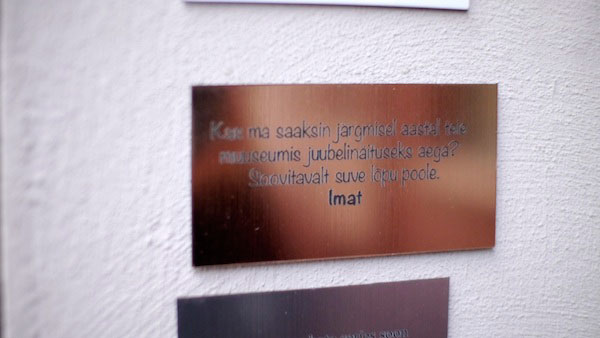 Kas ma saaksin järgmisel aastal teie
muuseumis juubelinäituseks aega?
Soovitavalt suve lõpu poole.
Imat